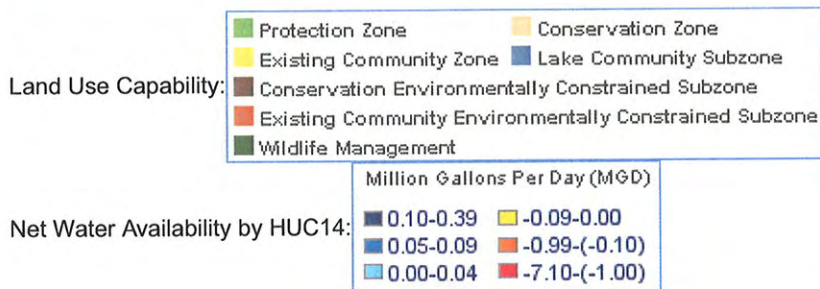 Protection Zone Conservation Zone
Existing Community Zone Lake Community Subzone
Land Use Capability: Conservation Environmentally Constrained Subzone
Existing Community Environmentally Constrained Subzone
Wildlife Management
Million Gallons Per Day (MGD)
0.10-0.39 -0.09-0.00
Net Water Availability by HUC14: 0.05-0.09 -0.99-(-0.10)
0.00-0.04 -7.10-(-1.00)